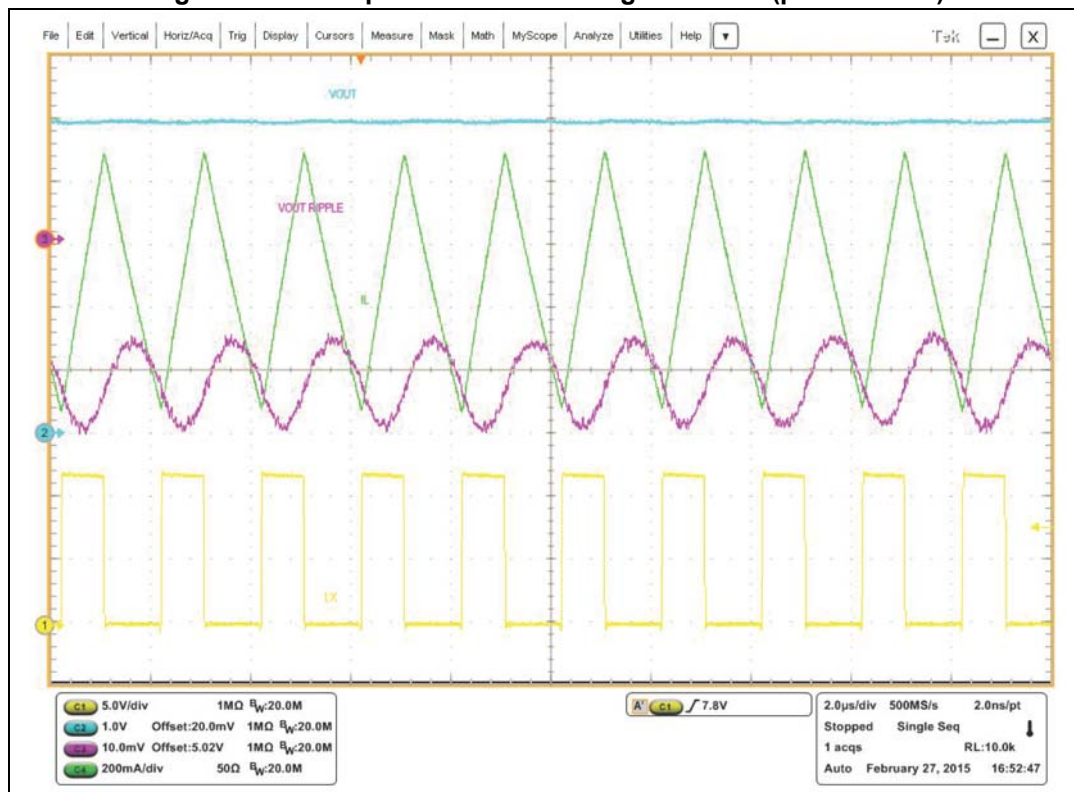 File Edit Vertical Horiz/Acq Trig Display Cursors Measure Mask Math MyScope Analyze Utilities Help Tek X
VOUT
VOUT RIPPLE
3
IL
2
LX
1
C1 5.0V/div 1MΩ BW:20.0M
C2 1.0V Offset:20.0mV 1MΩ BW:20.0M
C3 10.0mV Offset:5.02V 1MΩ BW:20.0M
C4 200mA/div 50Ω BW:20.0M
A' C1 7.8V
2.0µs/div 500MS/s 2.0ns/pt
Stopped Single Seq
1 acqs RL:10.0k
Auto February 27, 2015 16:52:47